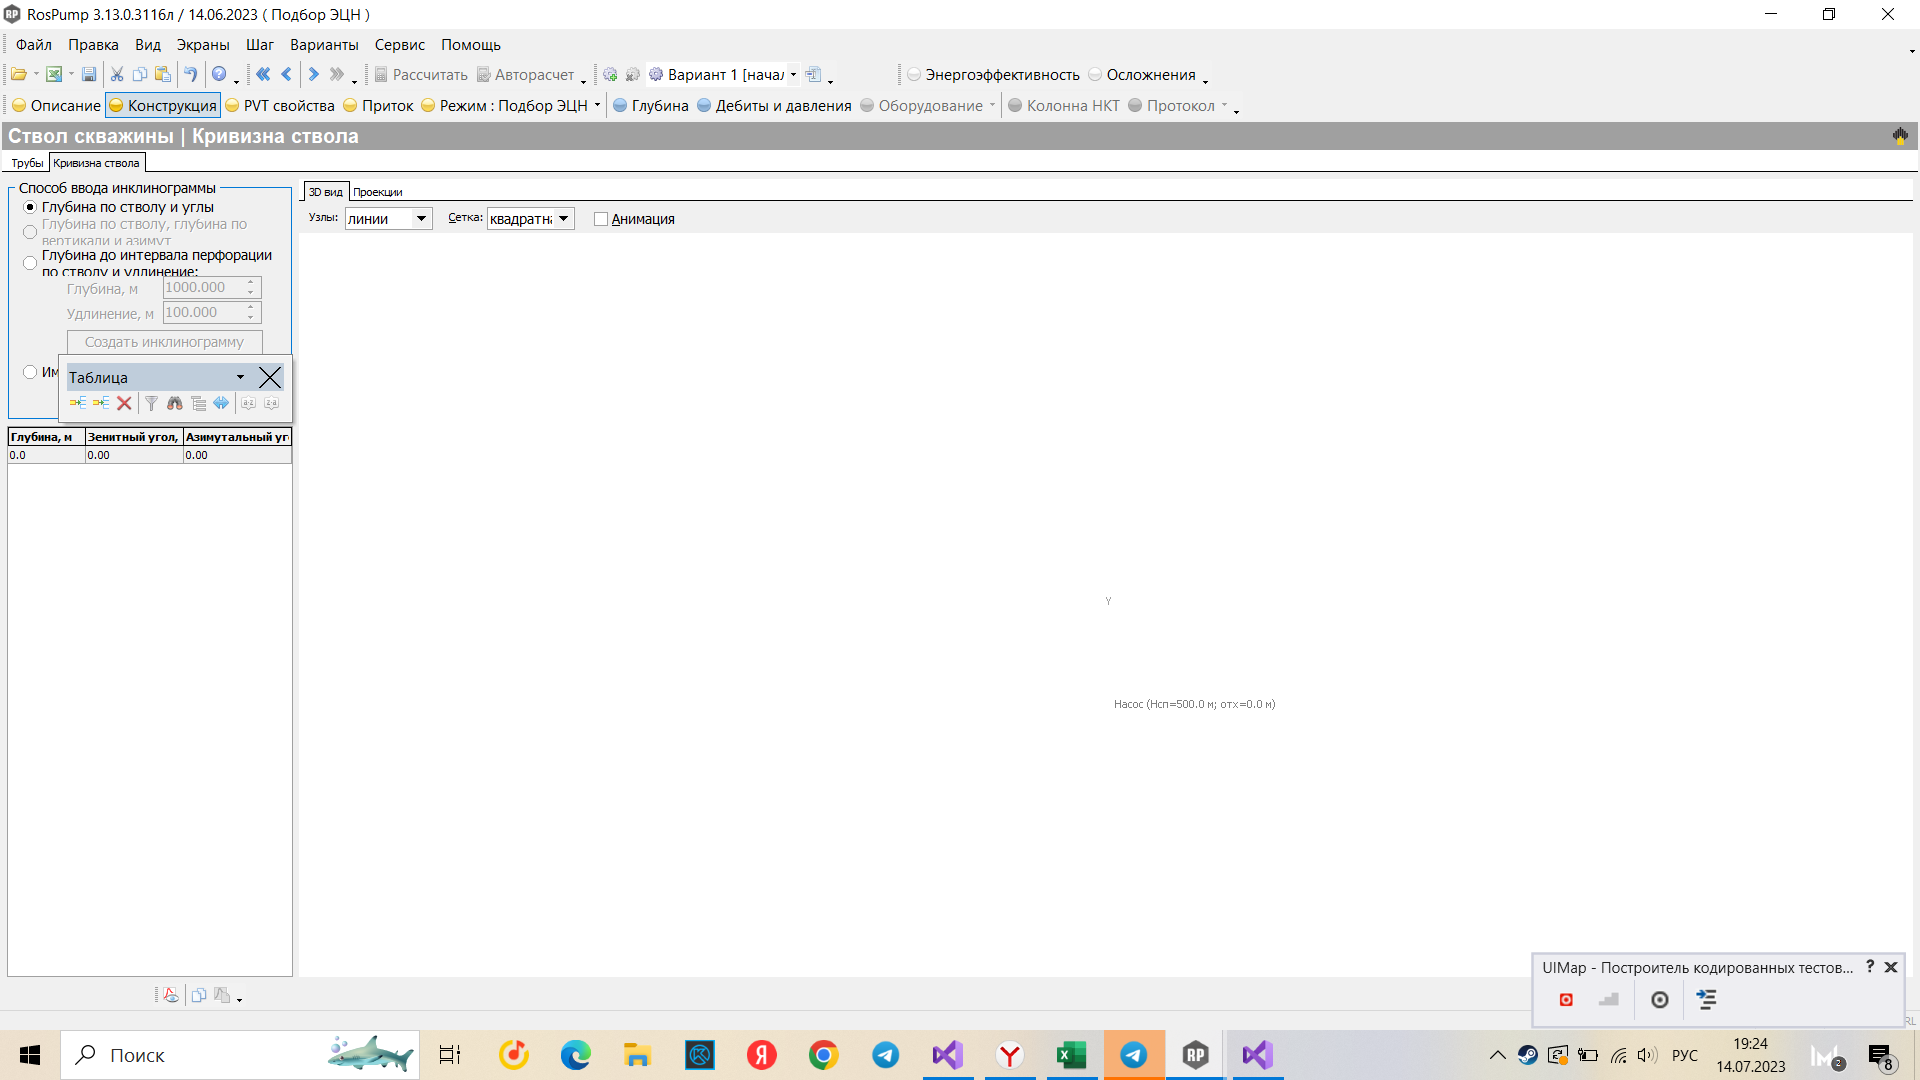 RosPump 3.13.0.3116л / 14.06.2023 ( Подбор ЭЦН )
Файл Правка Вид Экраны Шаг Варианты Сервис Помощь
Рассчитать Авторасчет Вариант 1 [начал Энергоэффективность Осложнения
Описание Конструкция PVT свойства Приток Режим : Подбор ЭЦН Глубина Дебиты и давления Оборудование Колонна НКТ Протокол
Ствол скважины | Кривизна ствола
Трубы Кривизна ствола
Способ ввода инклинограммы
Глубина по стволу и углы
Глубина по стволу, глубина по
вертикали и азимут
Глубина до интервала перфорации
по стволу и удлинение:
Глубина, м 1000.000
Удлинение, м 100.000
Создать инклинограмму
Им
Таблица
Глубина, м Зенитный угол, Азимутальный уг
0.0 0.00 0.00
3D вид Проекции
Узлы: линии Сетка: квадратна Анимация
Y
Насос (Нсп=500.0 м; отх=0.0 м)
UIMap - Построитель кодированных тестов... ?
RL
Поиск
РУС
19:24
14.07.2023
2
8